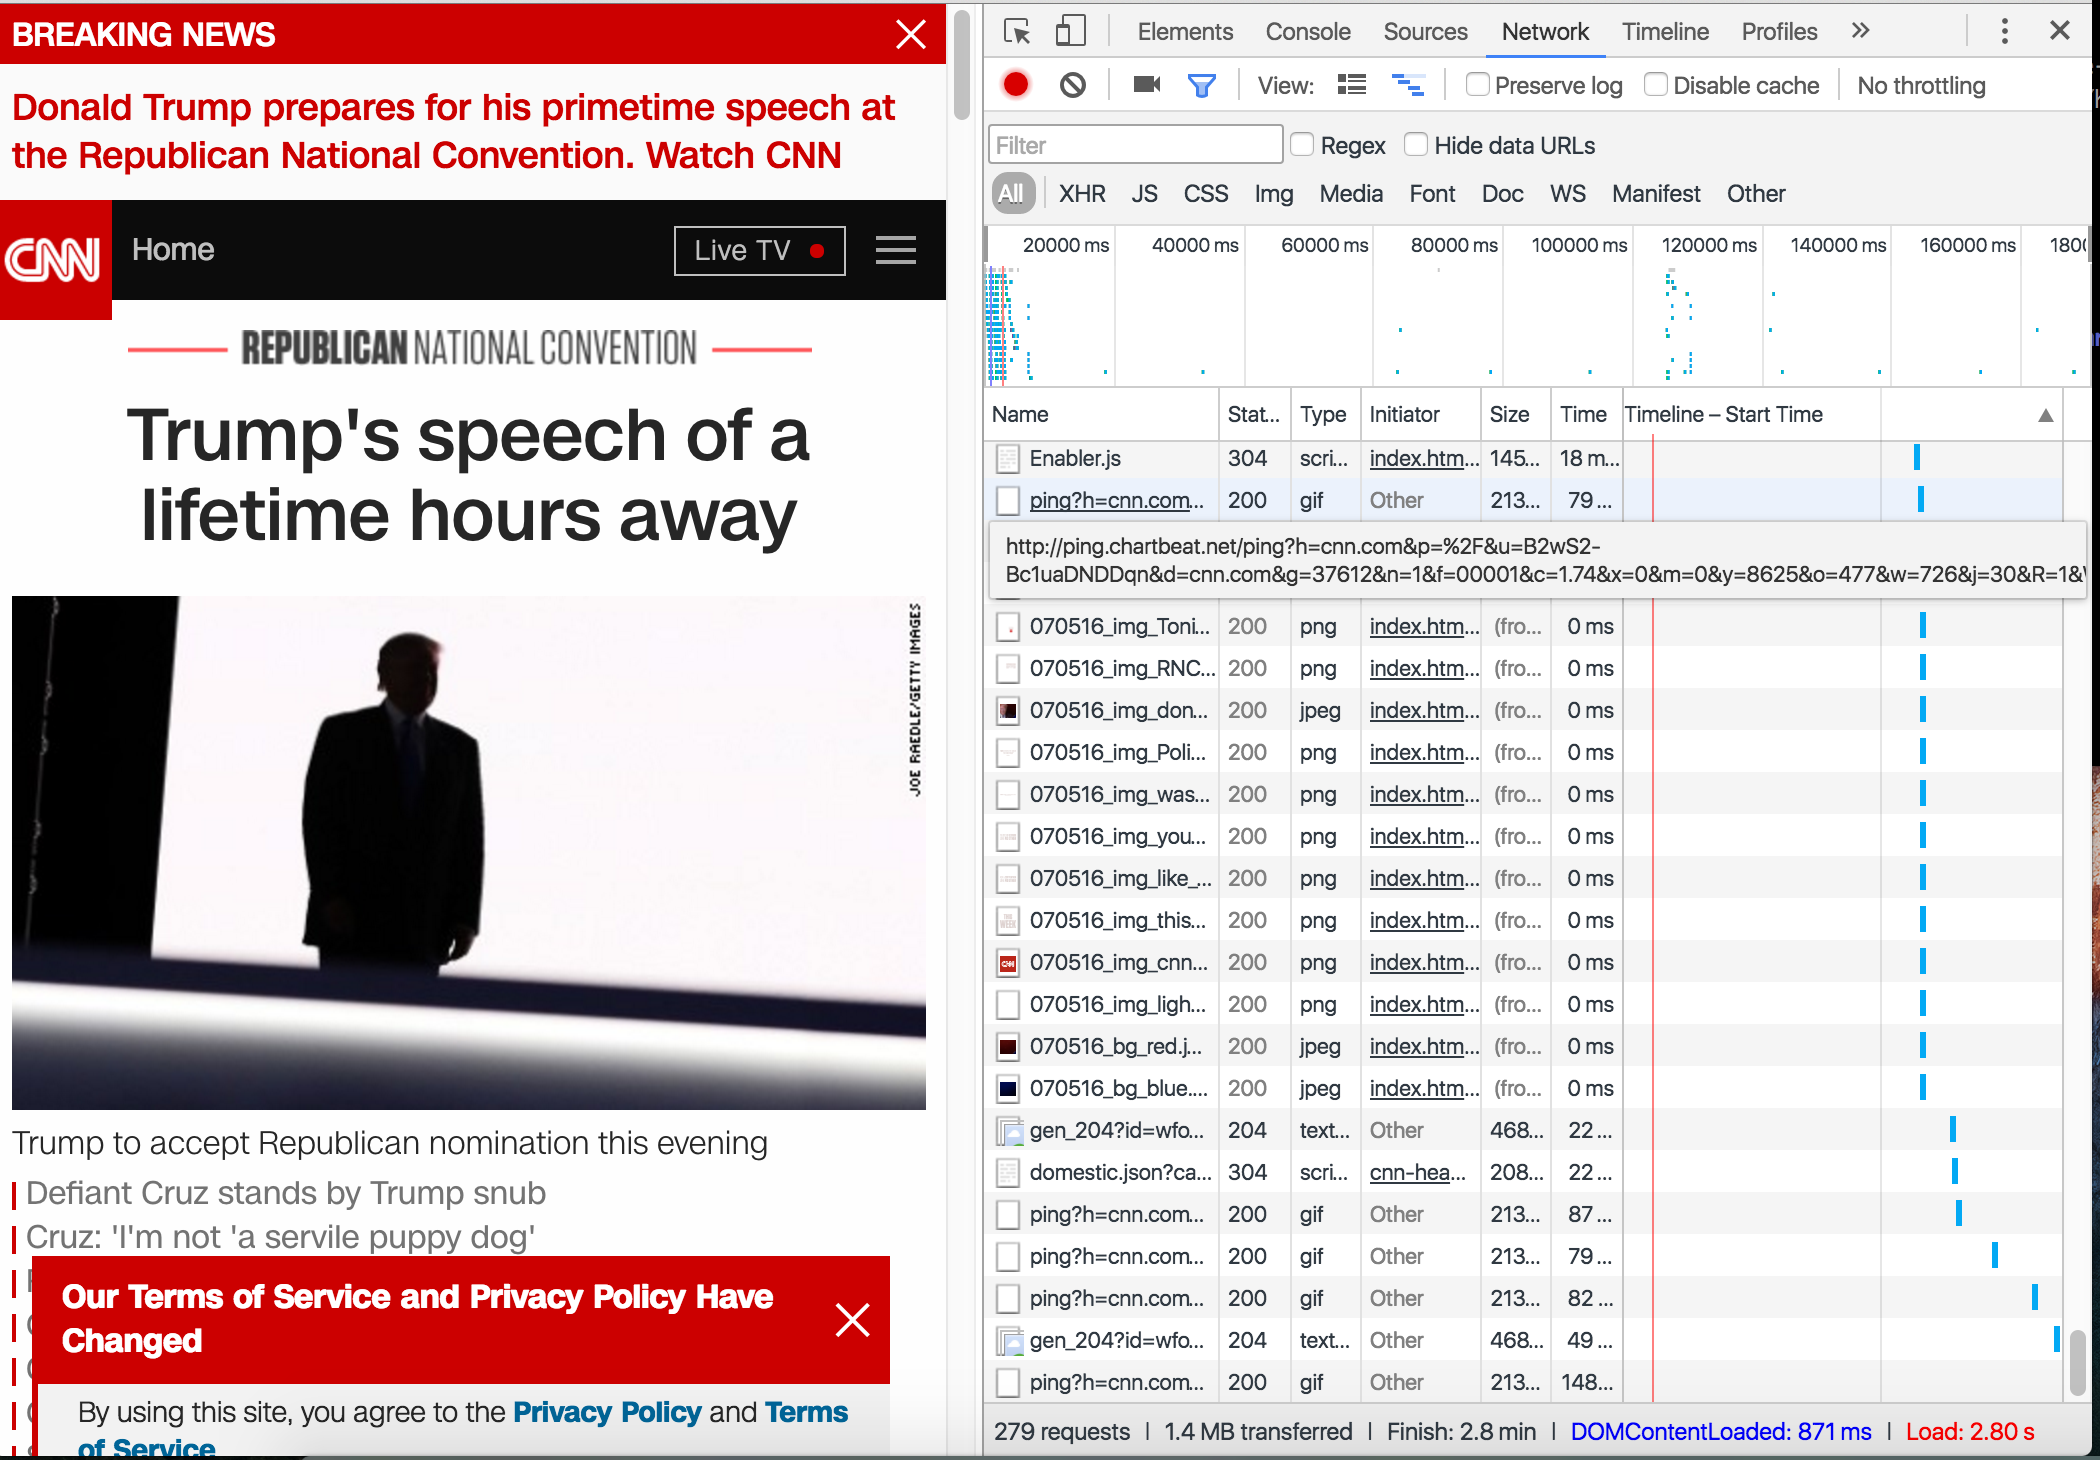 BREAKING NEWS
Donald Trump prepares for his primetime speech at
the Republican National Convention. Watch CNN
CNN
Home
Live TV
REPUBLICAN NATIONAL CONVENTION
Trump's speech of a
lifetime hours away
JOE RAEDLE/GETTY IMAGES
Trump to accept Republican nomination this evening
Defiant Cruz stands by Trump snub
Cruz: 'I'm not 'a servile puppy dog'
Our Terms of Service and Privacy Policy Have
Changed
By using this site, you agree to the Privacy Policy and Terms
of Service
Elements Console Sources Network Timeline Profiles »
View: Preserve log Disable cache No throttling
Filter Regex Hide data URLs
All XHR JS CSS Img Media Font Doc WS Manifest Other
20000 ms 40000 ms 60000 ms 80000 ms 100000 ms 120000 ms 140000 ms 160000 ms 180
Name Stat... Type Initiator Size Time Timeline – Start Time
Enabler.js 304 scri... index.htm... 145... 18 m...
ping?h=cnn.com... 200 gif Other 213... 79 ...
http://ping.chartbeat.net/ping?h=cnn.com&p=%2F&u=B2wS2-
Bc1uaDNDDqn&d=cnn.com&g=37612&n=1&f=00001&c=1.74&x=0&m=0&y=8625&o=477&w=726&j=30&R=1&
070516_img_Toni... 200 png index.htm... (fro... 0 ms
070516_img_RNC... 200 png index.htm... (fro... 0 ms
070516_img_don... 200 jpeg index.htm... (fro... 0 ms
070516_img_Poli... 200 png index.htm... (fro... 0 ms
070516_img_was... 200 png index.htm... (fro... 0 ms
070516_img_you... 200 png index.htm... (fro... 0 ms
070516_img_like_... 200 png index.htm... (fro... 0 ms
070516_img_this... 200 png index.htm... (fro... 0 ms
070516_img_cnn... 200 png index.htm... (fro... 0 ms
070516_img_ligh... 200 png index.htm... (fro... 0 ms
070516_bg_red.j... 200 jpeg index.htm... (fro... 0 ms
070516_bg_blue.... 200 jpeg index.htm... (fro... 0 ms
gen_204?id=wfo... 204 text... Other 468... 22 ...
domestic.json?ca... 304 scri... cnn-hea... 208... 22 ...
ping?h=cnn.com... 200 gif Other 213... 87 ...
ping?h=cnn.com... 200 gif Other 213... 79 ...
ping?h=cnn.com... 200 gif Other 213... 82 ...
gen_204?id=wfo... 204 text... Other 468... 49 ...
ping?h=cnn.com... 200 gif Other 213... 148...
279 requests | 1.4 MB transferred | Finish: 2.8 min | DOMContentLoaded: 871 ms | Load: 2.80 s